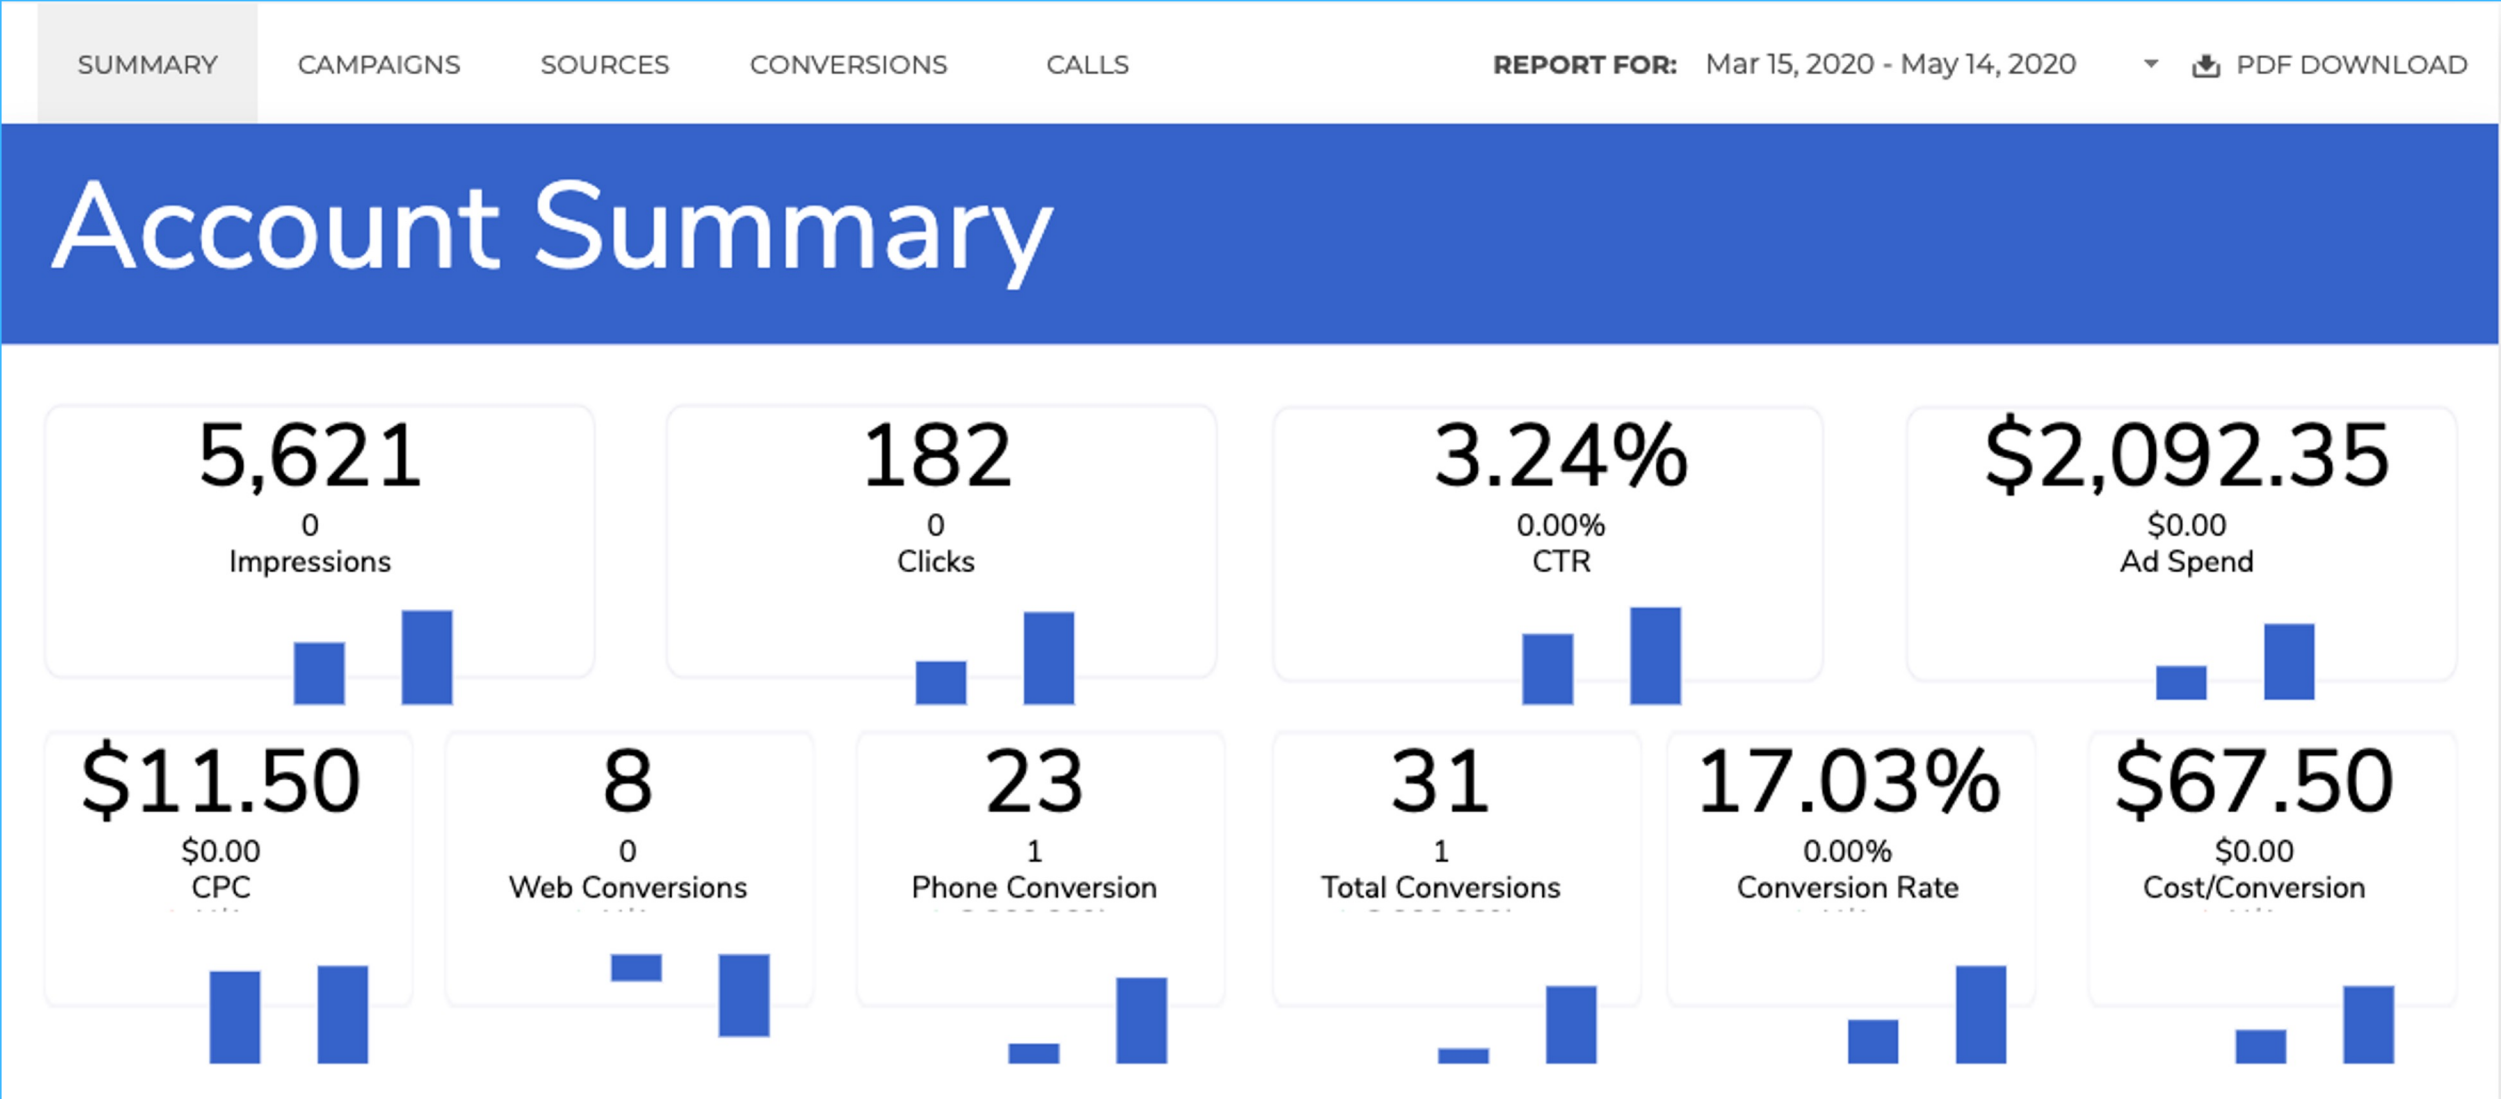 SUMMARY CAMPAIGNS SOURCES CONVERSIONS CALLS REPORT FOR: Mar 15, 2020 - May 14, 2020 PDF DOWNLOAD
Account Summary
5,621
0
Impressions
182
0
Clicks
3.24%
0.00%
CTR
$2,092.35
$0.00
Ad Spend
$11.50
$0.00
CPC
8
0
Web Conversions
23
1
Phone Conversion
31
1
Total Conversions
17.03%
0.00%
Conversion Rate
$67.50
$0.00
Cost/Conversion